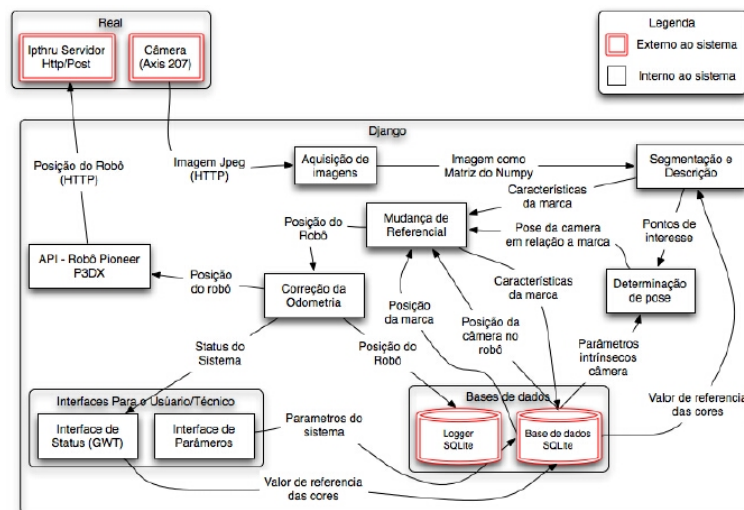 Real
Ipthru Servidor
Http/Post
Câmera
(Axis 207)
Legenda
Externo ao sistema
Interno ao sistema
Django
Posição do Robô
(HTTP)
Imagem Jpeg
(HTTP)
Aquisição de
imagens
Imagem como
Matriz do Numpy
Segmentação e
Descrição
Características
da marca
Posição do
Robô
Mudança de
Referencial
Pose da camera
em relação a marca
Pontos de
interesse
API - Robô Pioneer
P3DX
Posição
do robô
Correção da
Odometria
Características
da marca
Determinação
de pose
Posição
da marca
Posição da
câmera no
robô
Status do
Sistema
Posição do
Robô
Parâmetros
intrínsecos
câmera
Valor de referencia
das cores
Interfaces Para o Usúário/Técnico
Interface de
Status (GWT)
Interface de
Parâmeros
Parametros do
sistema
Bases de dados
Logger
SQLite
Base de dados
SQLite
Valor de referencia
das cores